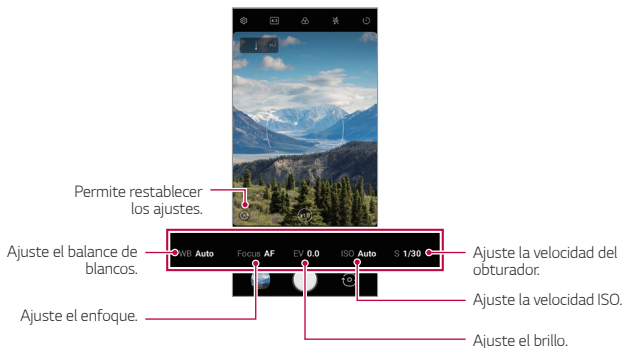 Permite restablecer
los ajustes.
Ajuste el balance de
blancos.
WB Auto
Focus AF
EV 0.0
ISO Auto
S 1/30
Ajuste la velocidad del
obturador.
Ajuste la velocidad ISO.
Ajuste el enfoque.
Ajuste el brillo.